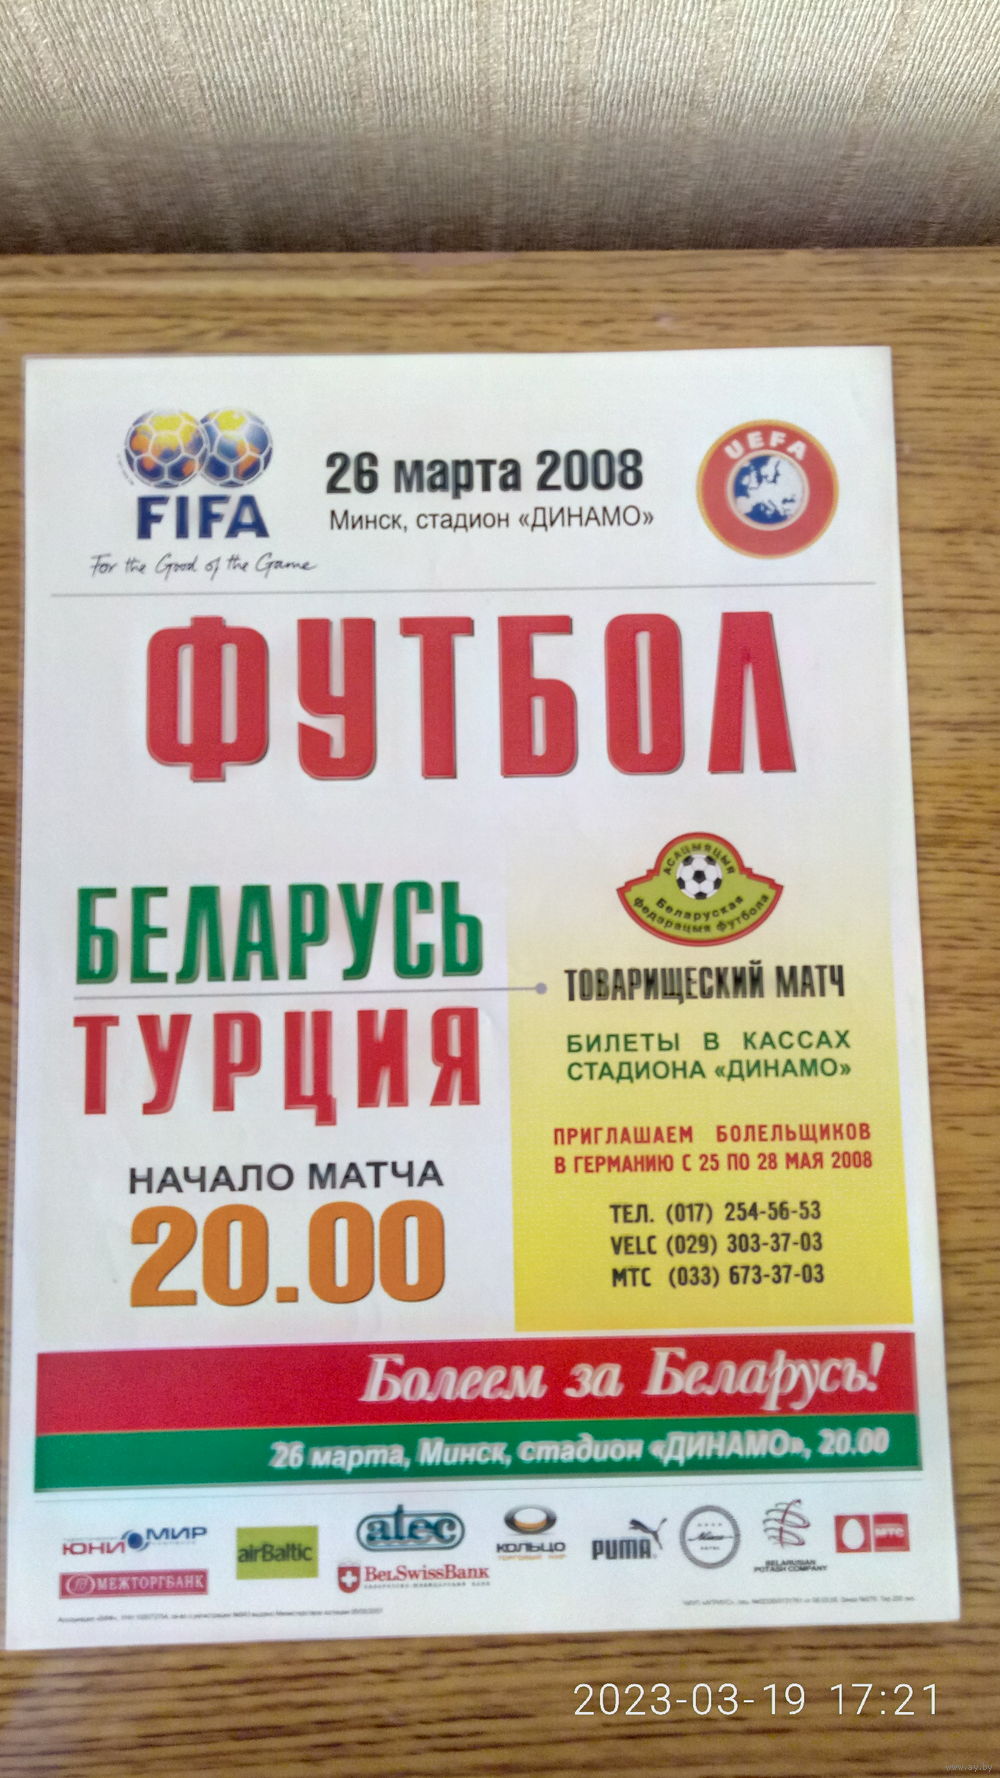 FIFA
For the Good of the Game
26 марта 2008
Минск, стадион «ДИНАМО»
UEFA
ФУТБОЛ
БЕЛАРУСЬ
ТУРЦИЯ
НАЧАЛО МАТЧА
20.00
АСАЦЫЯЦЫЯ
Беларуская
федэрацыя футбола
ТОВАРИЩЕСКИЙ МАТЧ
БИЛЕТЫ В КАССАХ
СТАДИОНА «ДИНАМО»
ПРИГЛАШАЕМ БОЛЕЛЬЩИКОВ
В ГЕРМАНИЮ С 25 ПО 28 МАЯ 2008
ТЕЛ. (017) 254-56-53
VELC (029) 303-37-03
МТС (033) 673-37-03
Болеем за Беларусь!
26 марта, Минск, стадион «ДИНАМО», 20.00
ЮНИМИР
МЕЖТОРГБАНК
airBaltic
atec
BELSWISSBANK
КОЛЬЦО
PUMA
BELARUSIAN
POTASH COMPANY
МТС
2023-03-19 17:21
www.ay.by